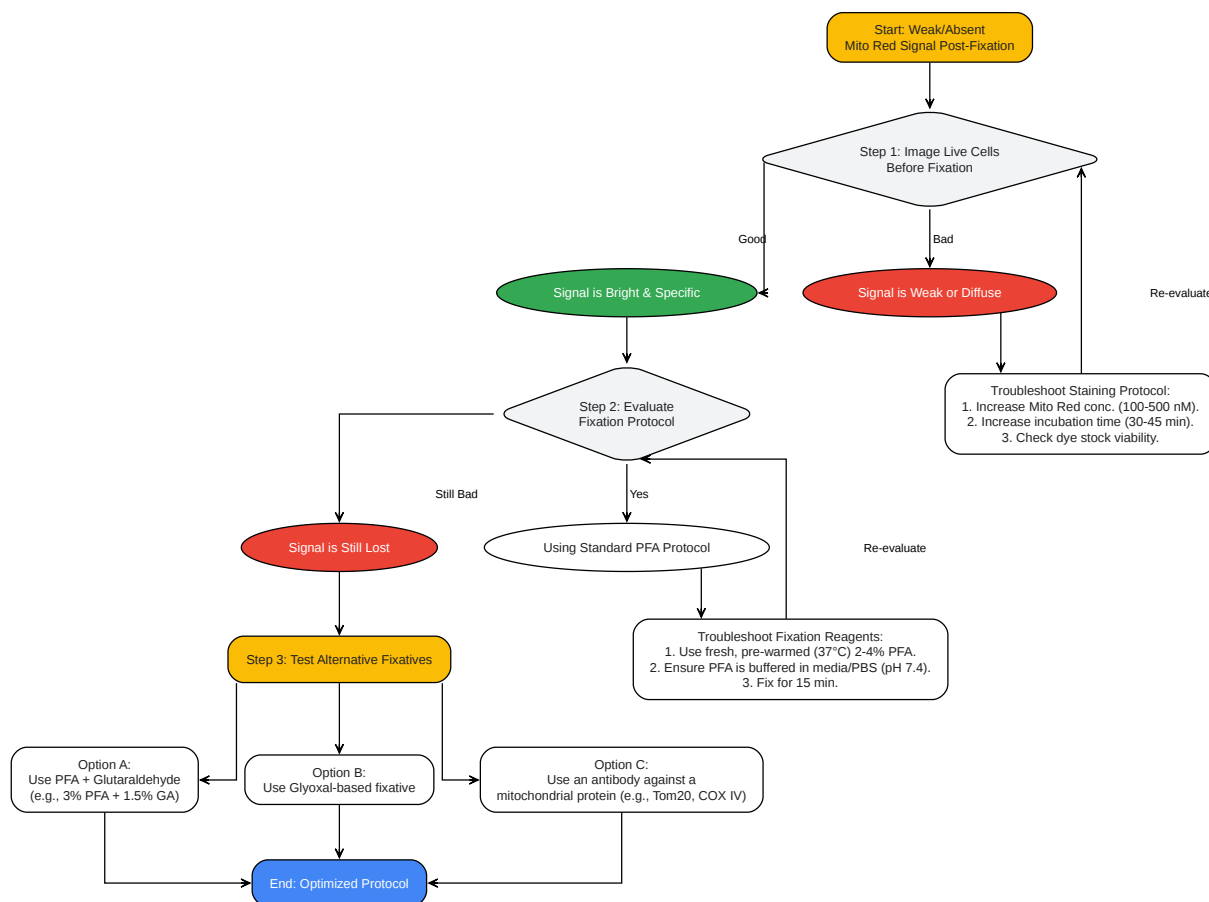 Start: Weak/Absent
Mito Red Signal Post-Fixation
Step 1: Image Live Cells
Before Fixation
Good
Bad
Signal is Bright & Specific
Signal is Weak or Diffuse
Re-evaluate
Troubleshoot Staining Protocol:
1. Increase Mito Red conc. (100-500 nM).
2. Increase incubation time (30-45 min).
3. Check dye stock viability.
Step 2: Evaluate
Fixation Protocol
Still Bad
Yes
Signal is Still Lost
Using Standard PFA Protocol
Re-evaluate
Troubleshoot Fixation Reagents:
1. Use fresh, pre-warmed (37°C) 2-4% PFA.
2. Ensure PFA is buffered in media/PBS (pH 7.4).
3. Fix for 15 min.
Step 3: Test Alternative Fixatives
Option A:
Use PFA + Glutaraldehyde
(e.g., 3% PFA + 1.5% GA)
Option B:
Use Glyoxal-based fixative
Option C:
Use an antibody against a
mitochondrial protein (e.g., Tom20, COX IV)
End: Optimized Protocol